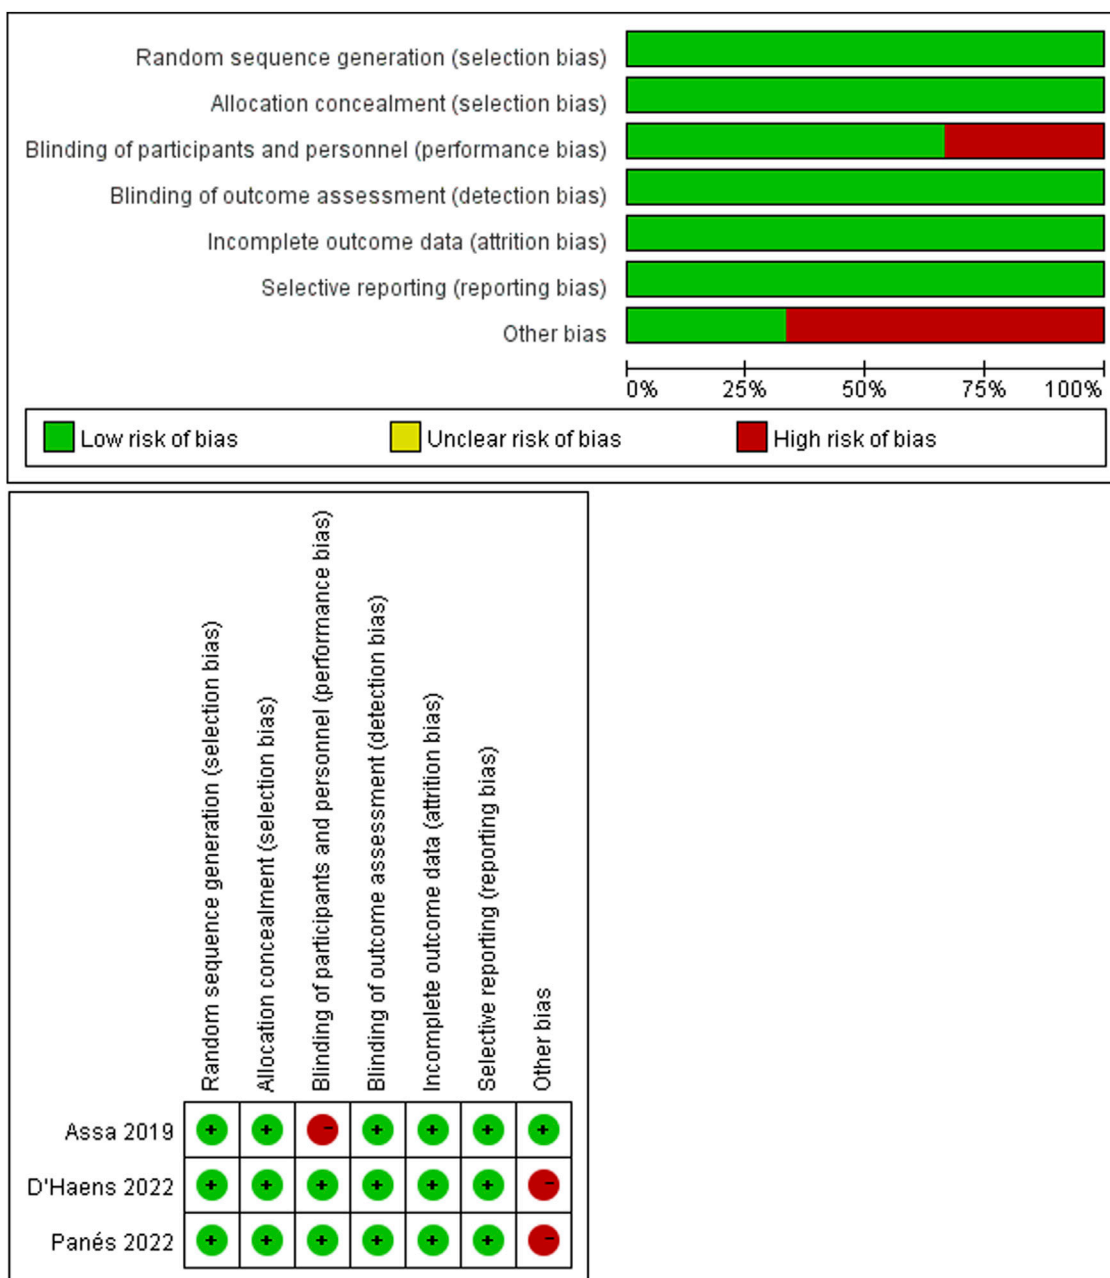 Random sequence generation (selection bias)
Allocation concealment (selection bias)
Blinding of participants and personnel (performance bias)
Blinding of outcome assessment (detection bias)
Incomplete outcome data (attrition bias)
Selective reporting (reporting bias)
Other bias
0% 25% 50% 75% 100%
Low risk of bias Unclear risk of bias High risk of bias
Random sequence generation (selection bias)
Allocation concealment (selection bias)
Blinding of participants and personnel (performance bias)
Blinding of outcome assessment (detection bias)
Incomplete outcome data (attrition bias)
Selective reporting (reporting bias)
Other bias
Assa 2019 + + - + + + +
D'Haens 2022 + + + + + + -
Panés 2022 + + + + + + -